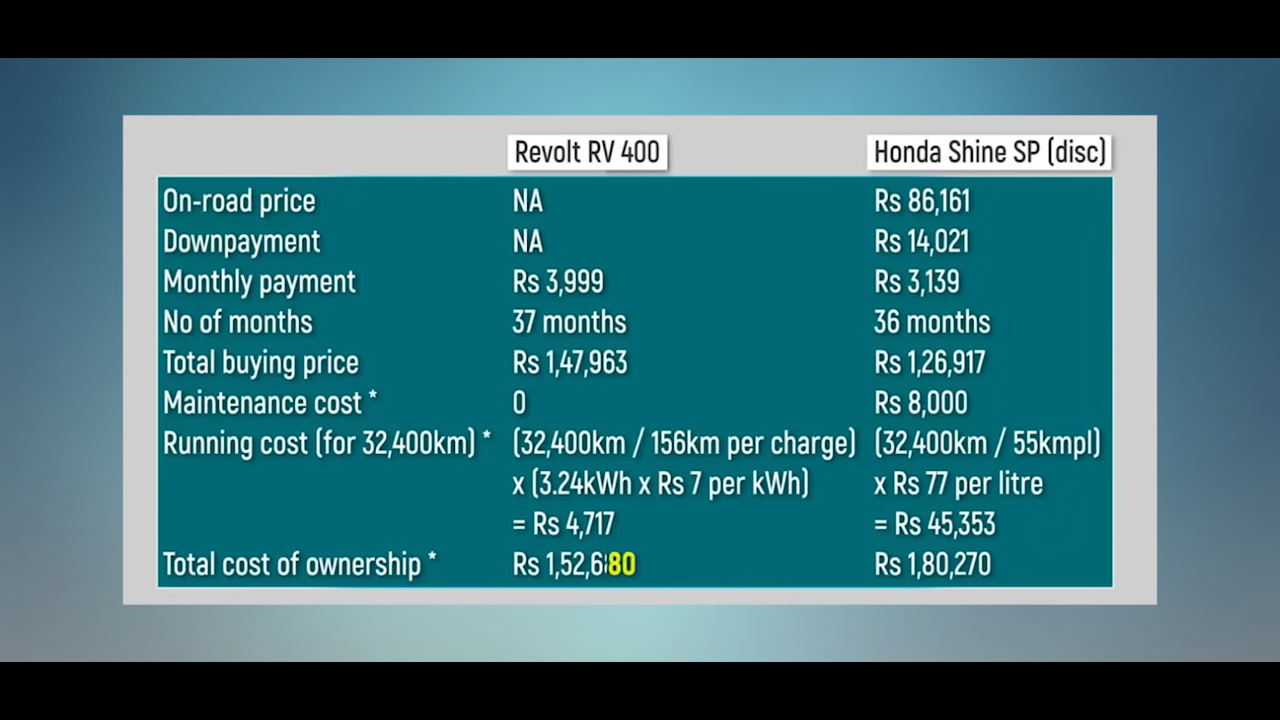 Revolt RV 400 Honda Shine SP (disc)
On-road price NA Rs 86,161
Downpayment NA Rs 14,021
Monthly payment Rs 3,999 Rs 3,139
No of months 37 months 36 months
Total buying price Rs 1,47,963 Rs 1,26,917
Maintenance cost * 0 Rs 8,000
Running cost (for 32,400km) * (32,400km / 156km per charge) (32,400km / 55kmpl)
x (3.24kWh x Rs 7 per kWh) x Rs 77 per litre
= Rs 4,717 = Rs 45,353
Total cost of ownership * Rs 1,52,680 Rs 1,80,270